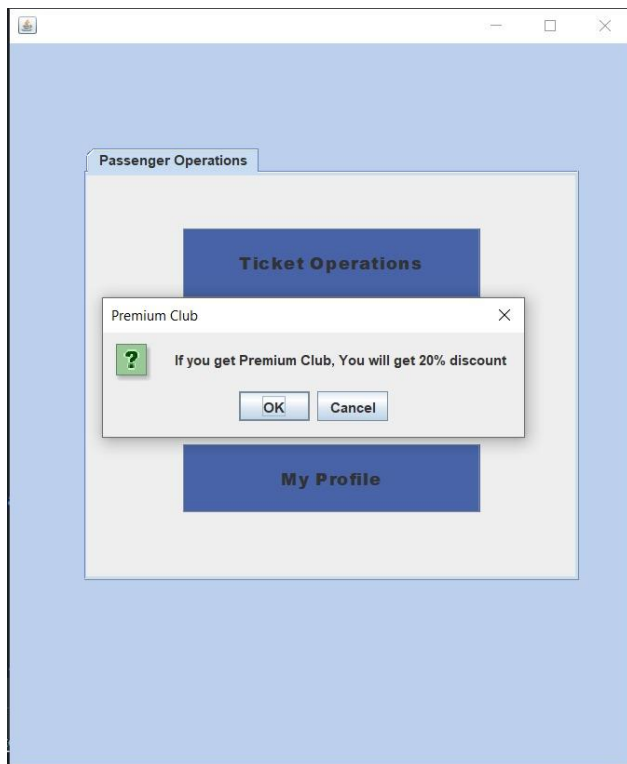 Passenger Operations
Ticket Operations
Premium Club
? If you get Premium Club, You will get 20% discount
OK Cancel
My Profile